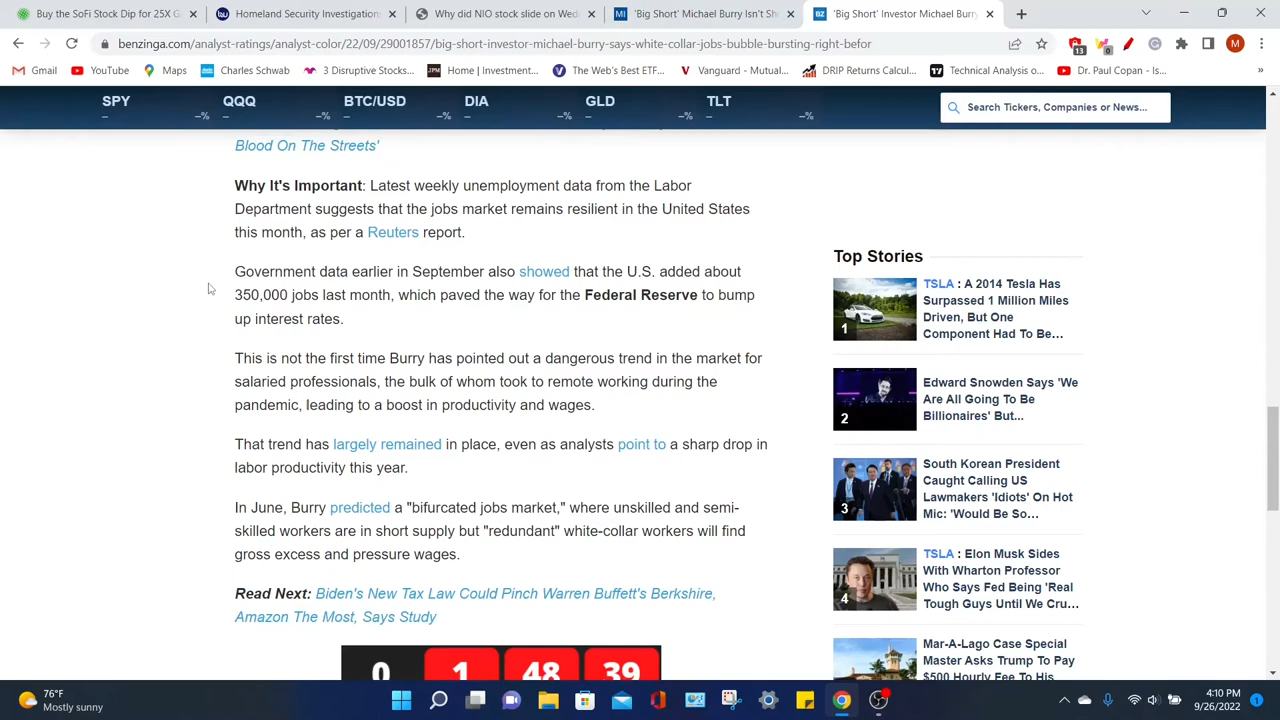 Buy the SoFi Stock Dip for 25X G
Homeland Security Investigation
Why did NIO stock slide on Wed
'Big Short' Michael Burry Isn't Sh
'Big Short' Investor Michael Burry
benzinga.com/analyst-ratings/analyst-color/22/09/29001857/big-short-investor-michael-burry-says-white-collar-jobs-bubble-bursting-right-befor
13
0
M
Gmail
YouTube
Maps
Charles Schwab
3 Disruptive Stocks...
Home | Investment...
The Web's Best ETF...
Vanguard - Mutual...
DRIP Returns Calcul...
Technical Analysis o...
Dr. Paul Copan - Is...
»
SPY
– –%
QQQ
– –%
BTC/USD
– –%
DIA
– –%
GLD
– –%
TLT
– –%
Search Tickers, Companies or News...
Blood On The Streets'
Why It's Important: Latest weekly unemployment data from the Labor
Department suggests that the jobs market remains resilient in the United States
this month, as per a Reuters report.
Government data earlier in September also showed that the U.S. added about
350,000 jobs last month, which paved the way for the Federal Reserve to bump
up interest rates.
This is not the first time Burry has pointed out a dangerous trend in the market for
salaried professionals, the bulk of whom took to remote working during the
pandemic, leading to a boost in productivity and wages.
That trend has largely remained in place, even as analysts point to a sharp drop in
labor productivity this year.
In June, Burry predicted a "bifurcated jobs market," where unskilled and semi-
skilled workers are in short supply but "redundant" white-collar workers will find
gross excess and pressure wages.
Read Next: Biden's New Tax Law Could Pinch Warren Buffett's Berkshire,
Amazon The Most, Says Study
0 1 48 39
Top Stories
1
TSLA : A 2014 Tesla Has
Surpassed 1 Million Miles
Driven, But One
Component Had To Be...
2
Edward Snowden Says 'We
Are All Going To Be
Billionaires' But...
3
South Korean President
Caught Calling US
Lawmakers 'Idiots' On Hot
Mic: 'Would Be So...
4
TSLA : Elon Musk Sides
With Wharton Professor
Who Says Fed Being 'Real
Tough Guys Until We Cru...
Mar-A-Lago Case Special
Master Asks Trump To Pay
$500 Hourly Fee To His
76°F
Mostly sunny
4:10 PM
9/26/2022
1